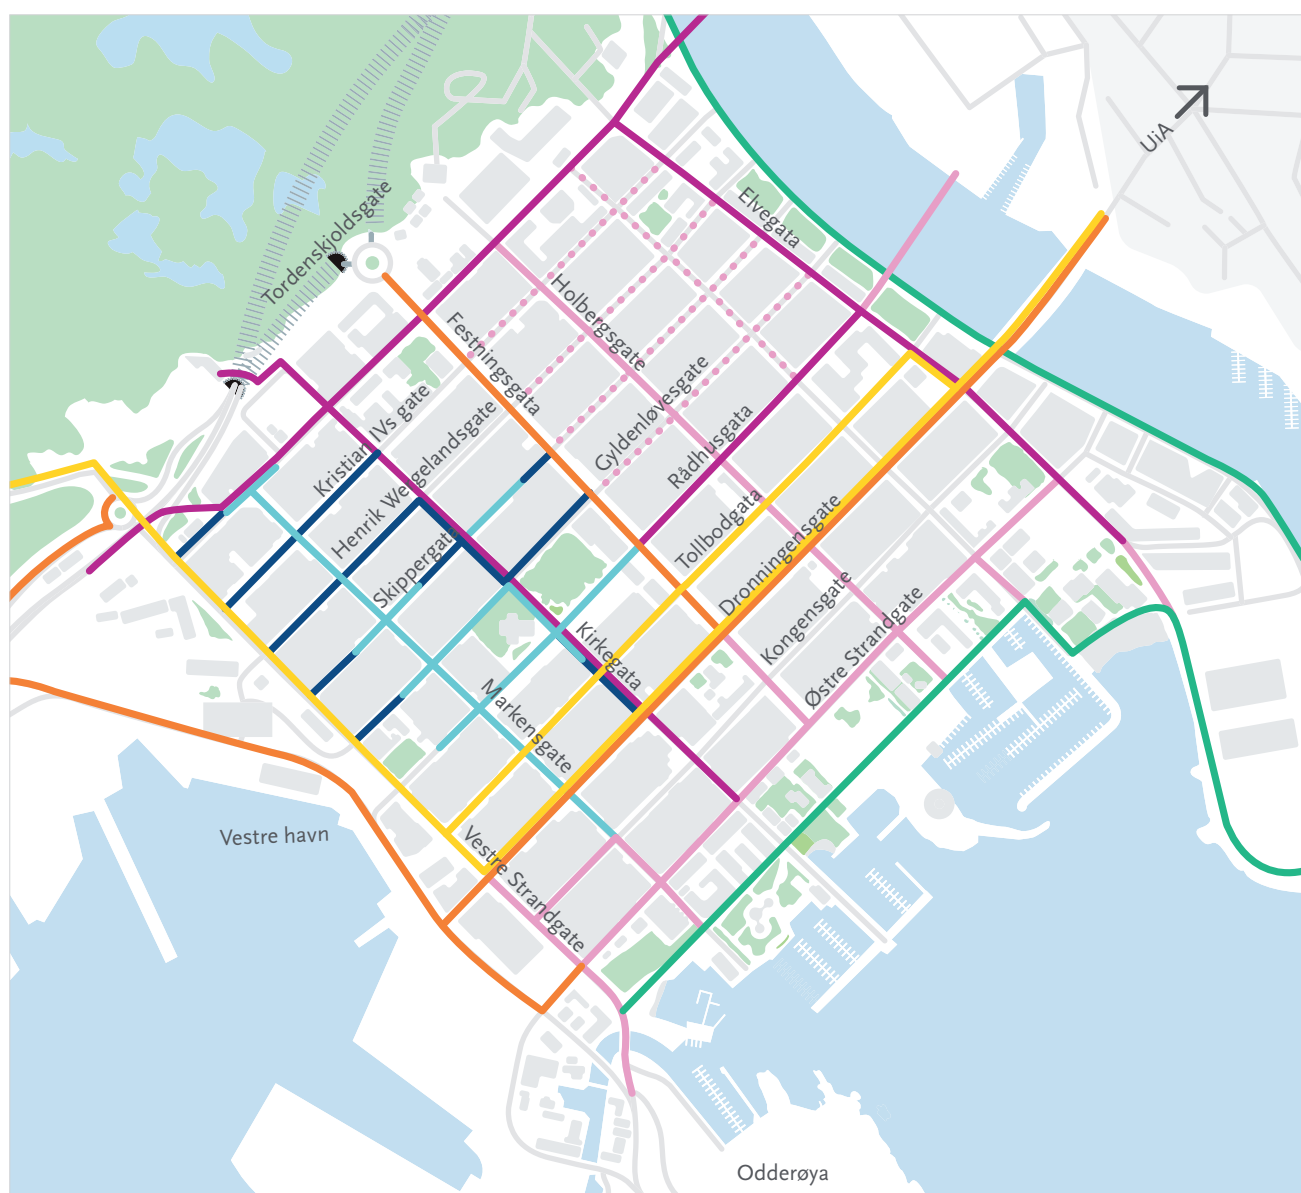 UiA
Tordenskjoldsgate
Elvegata
Holbergsgate
Festningsgata
Gyldenløvesgate
Kristian IVs gate
Henrik Wergelandsgate
Rådhusgata
Skippergata
Tollbodgata
Dronningensgate
Kongensgate
Østre Strandgate
Kirkegata
Markensgate
Vestre havn
Vestre Strandgate
Odderøya